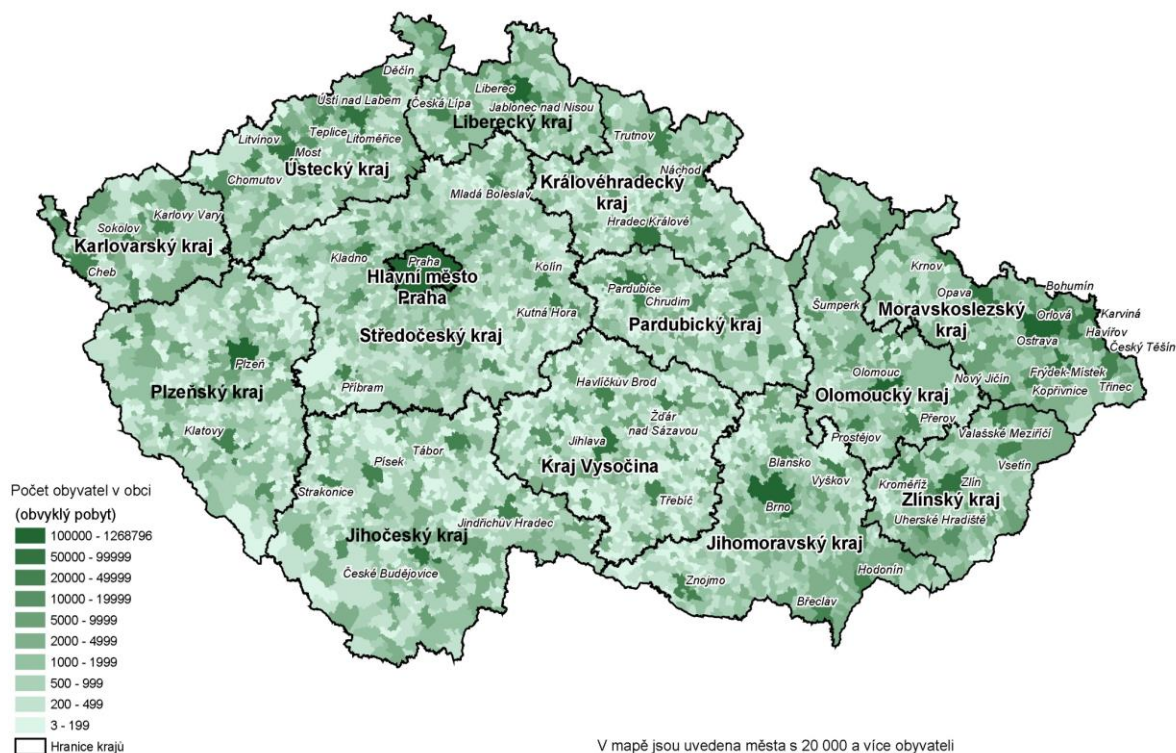 Děčín
Liberec
Ústí nad Labem
Česká Lípa
Jablonec nad Nisou
Liberecký kraj
Teplice
Litoměřice
Litvínov
Most
Ústecký kraj
Chomutov
Trutnov
Náchod
Královéhradecký
kraj
Hradec Králové
Mladá Boleslav
Karlovy Vary
Sokolov
Karlovarský kraj
Cheb
Kladno
Praha
Hlavní město
Praha
Kolín
Kutná Hora
Středočeský kraj
Příbram
Pardubice
Chrudim
Pardubický kraj
Krnov
Opava
Bohumín
Moravskoslezský
kraj
Orlová
Karviná
Havířov
Ostrava
Český Těšín
Frýdek-Místek
Kopřivnice
Třinec
Nový Jičín
Šumperk
Olomouc
Olomoucký kraj
Přerov
Prostějov
Plzeň
Plzeňský kraj
Klatovy
Havlíčkův Brod
Žďár
nad Sázavou
Jihlava
Kraj Vysočina
Třebíč
Valašské Meziříčí
Vsetín
Kroměříž
Zlín
Zlínský kraj
Uherské Hradiště
Blansko
Vyškov
Brno
Jihomoravský kraj
Hodonín
Znojmo
Břeclav
Tábor
Písek
Strakonice
Jindřichův Hradec
Jihočeský kraj
České Budějovice
Počet obyvatel v obci
(obvyklý pobyt)
100000 - 1268796
50000 - 99999
20000 - 49999
10000 - 19999
5000 - 9999
2000 - 4999
1000 - 1999
500 - 999
200 - 499
3 - 199
Hranice krajů
V mapě jsou uvedena města s 20 000 a více obyvateli